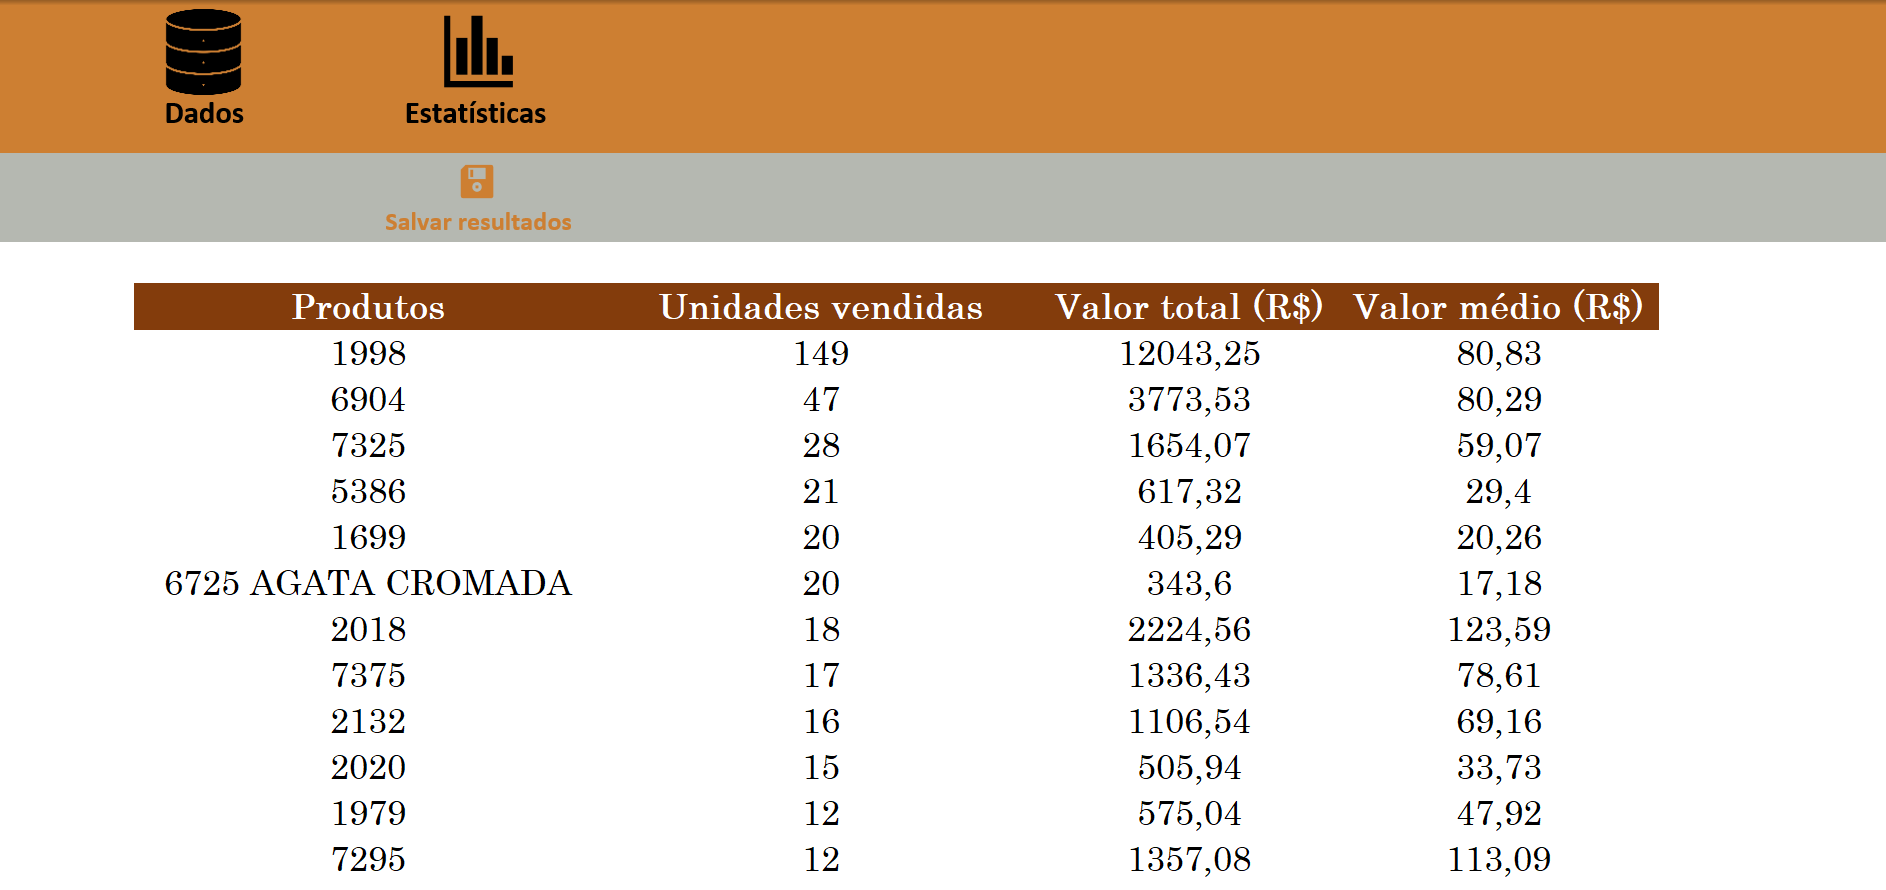 Dados Estatísticas
Salvar resultados
Produtos Unidades vendidas Valor total (R$) Valor médio (R$)
1998 149 12043,25 80,83
6904 47 3773,53 80,29
7325 28 1654,07 59,07
5386 21 617,32 29,4
1699 20 405,29 20,26
6725 AGATA CROMADA 20 343,6 17,18
2018 18 2224,56 123,59
7375 17 1336,43 78,61
2132 16 1106,54 69,16
2020 15 505,94 33,73
1979 12 575,04 47,92
7295 12 1357,08 113,09